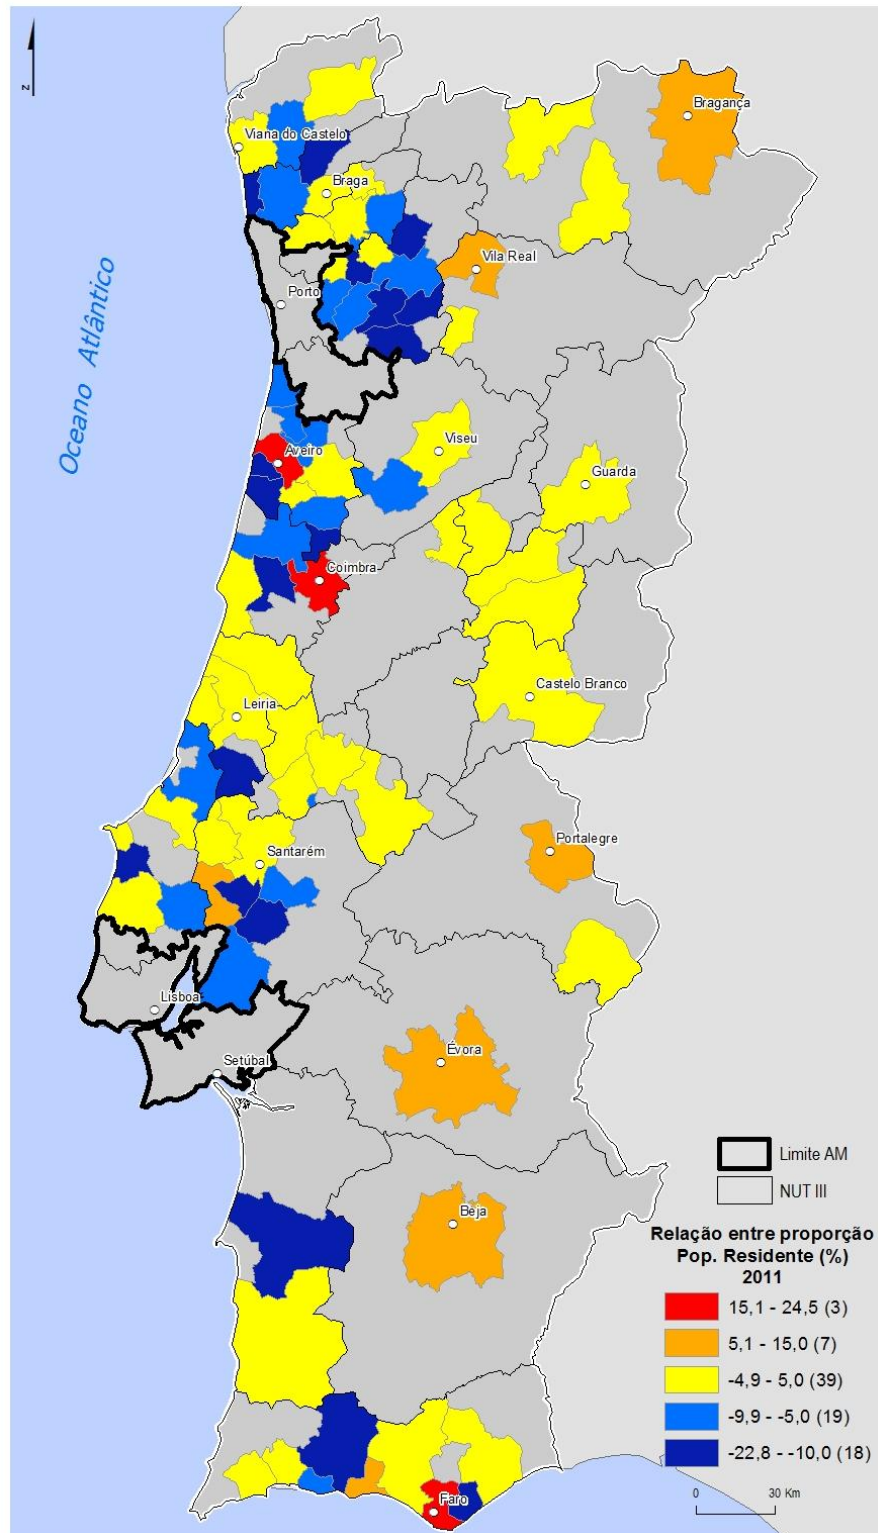 z
Bragança
Viana do Castelo
Braga
Vila Real
Porto
Oceano Atlântico
Viseu
Aveiro
Guarda
Coimbra
Castelo Branco
Leiria
Portalegre
Santarém
Lisboa
Évora
Setúbal
Limite AM
NUT III
Beja
Relação entre proporção
Pop. Residente (%)
2011
15,1 - 24,5 (3)
5,1 - 15,0 (7)
-4,9 - 5,0 (39)
-9,9 - -5,0 (19)
-22,8 - -10,0 (18)
0 30 Km
Faro